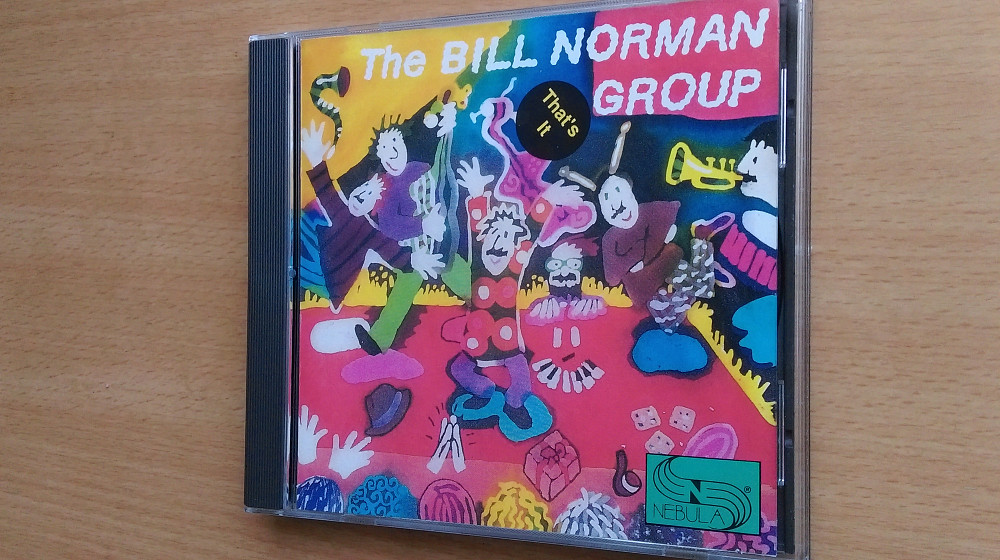 The BILL NORMAN
GROUP
That's
It
NEBULA
®